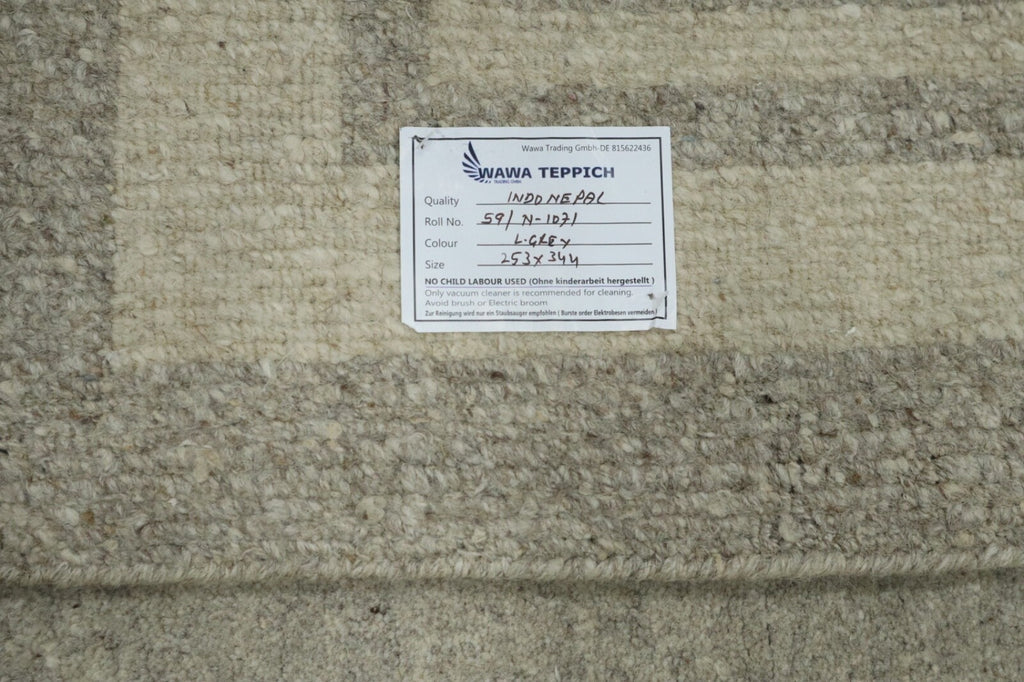 Wawa Trading Gmbh-DE 815622436
WAWA TEPPICH
TRADING GMBH
Quality INDO NEPAL
Roll No. 59/ N-1071
Colour L.GREY
Size 253x344
NO CHILD LABOUR USED (Ohne kinderarbeit hergestellt )
Only vacuum cleaner is recommended for cleaning.
Avoid brush or Electric broom
Zur Reinigung wird nur ein Staubsauger empfohlen ( Burste order Elektrobesen vermeiden )